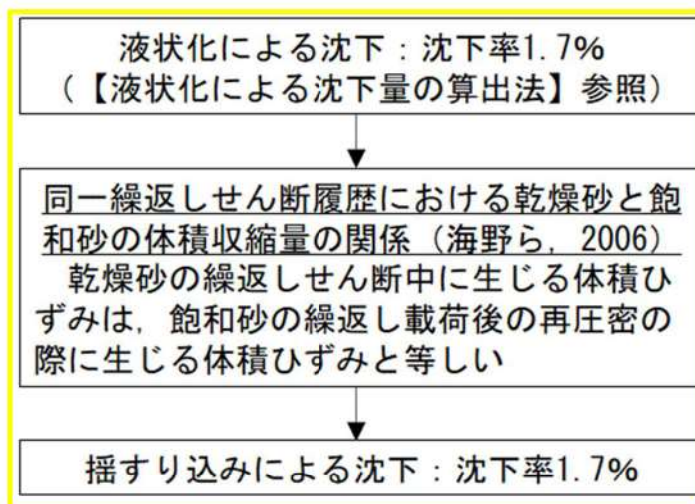 液状化による沈下：沈下率1.7%
（【液状化による沈下量の算出法】参照）
同一繰返しせん断履歴における乾燥砂と飽
和砂の体積収縮量の関係（海野ら，2006）
乾燥砂の繰返しせん断中に生じる体積ひ
ずみは，飽和砂の繰返し載荷後の再圧密の
際に生じる体積ひずみと等しい
揺すり込みによる沈下：沈下率1.7%